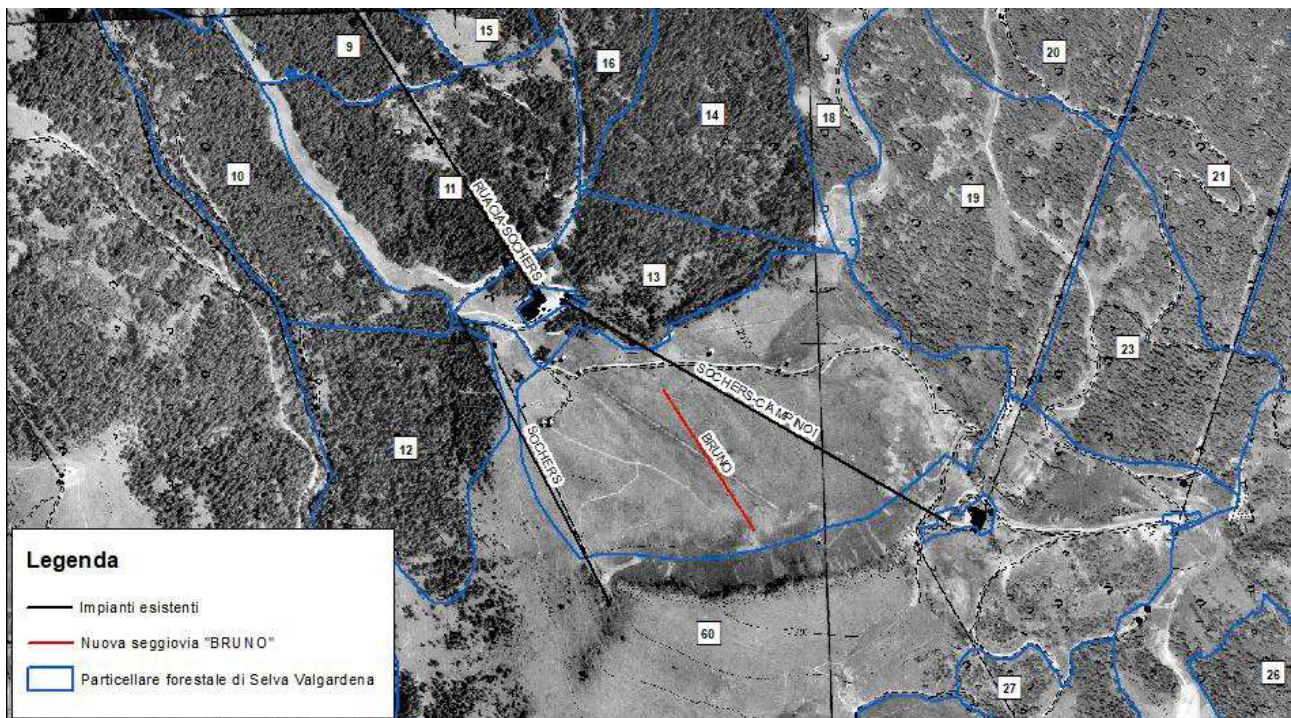 9
15
16
20
14
18
10
11
21
19
RUACIA-SOCHERS
13
23
SOCHERS-CIAMPINOI
BRUNO
SOCHERS
12
60
26
27
Legenda
Impianti esistenti
Nuova seggiovia "BRUNO"
Particellare forestale di Selva Valgardena